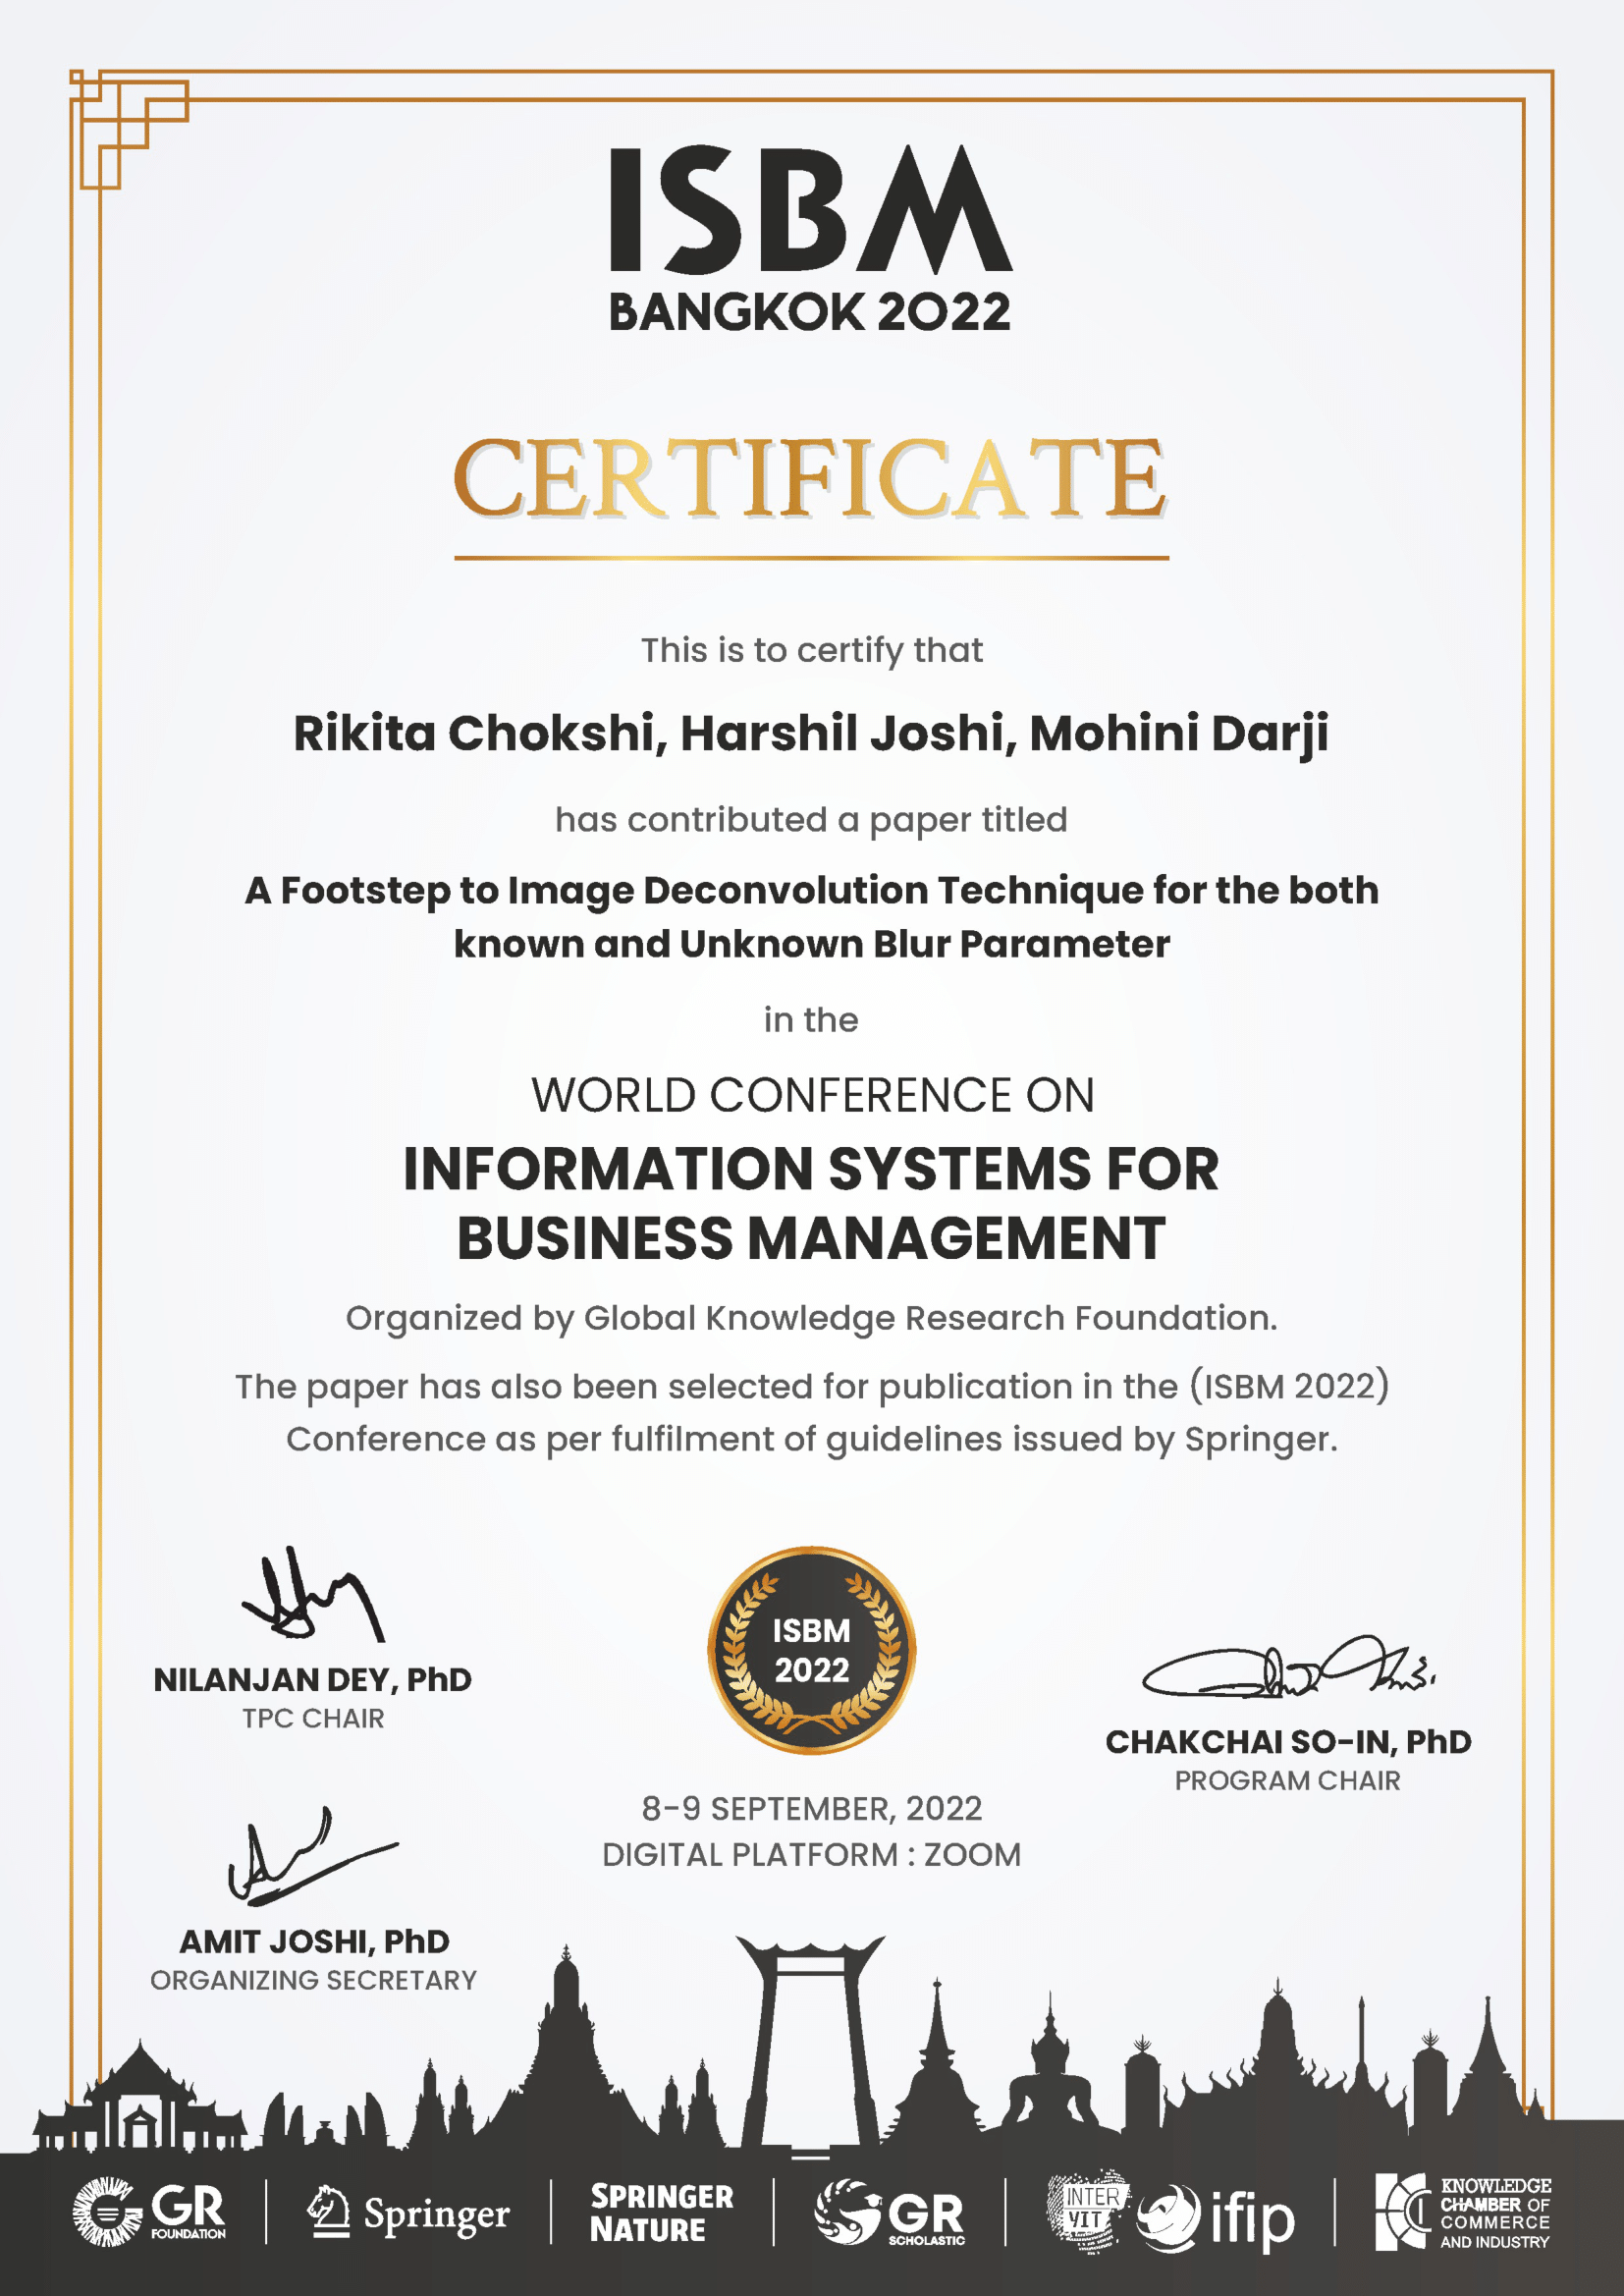 ISBM
BANGKOK 2022
CERTIFICATE
This is to certify that
Rikita Chokshi, Harshil Joshi, Mohini Darji
has contributed a paper titled
A Footstep to Image Deconvolution Technique for the both
known and Unknown Blur Parameter
in the
WORLD CONFERENCE ON
INFORMATION SYSTEMS FOR
BUSINESS MANAGEMENT
Organized by Global Knowledge Research Foundation.
The paper has also been selected for publication in the (ISBM 2022)
Conference as per fulfilment of guidelines issued by Springer.
NILANJAN DEY, PhD
TPC CHAIR
ISBM
2022
CHAKCHAI SO-IN, PhD
PROGRAM CHAIR
8-9 SEPTEMBER, 2022
DIGITAL PLATFORM : ZOOM
AMIT JOSHI, PhD
ORGANIZING SECRETARY
GR
FOUNDATION
Springer
SPRINGER
NATURE
GR
SCHOLASTIC
INTER
YIT
ifip
KNOWLEDGE
CHAMBER OF
COMMERCE
AND INDUSTRY